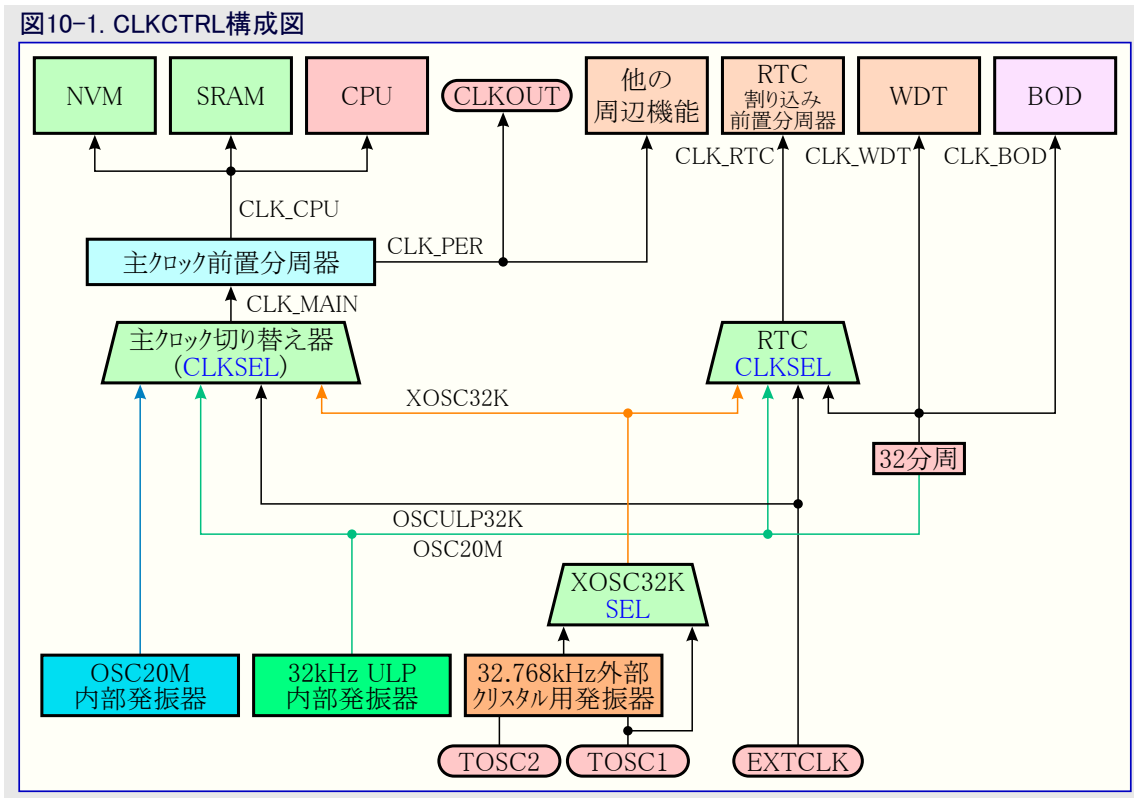 図10-1. CLKCTRL構成図
NVM
SRAM
CPU
CLKOUT
他の
周辺機能
RTC
割り込み
前置分周器
WDT
BOD
CLK_RTC
CLK_WDT
CLK_BOD
CLK_CPU
主クロック前置分周器
CLK_PER
CLK_MAIN
主クロック切り替え器
(CLKSEL)
RTC
CLKSEL
XOSC32K
32分周
OSCULP32K
OSC20M
XOSC32K
SEL
OSC20M
内部発振器
32kHz ULP
内部発振器
32.768kHz外部
クリスタル用発振器
TOSC2
TOSC1
EXTCLK